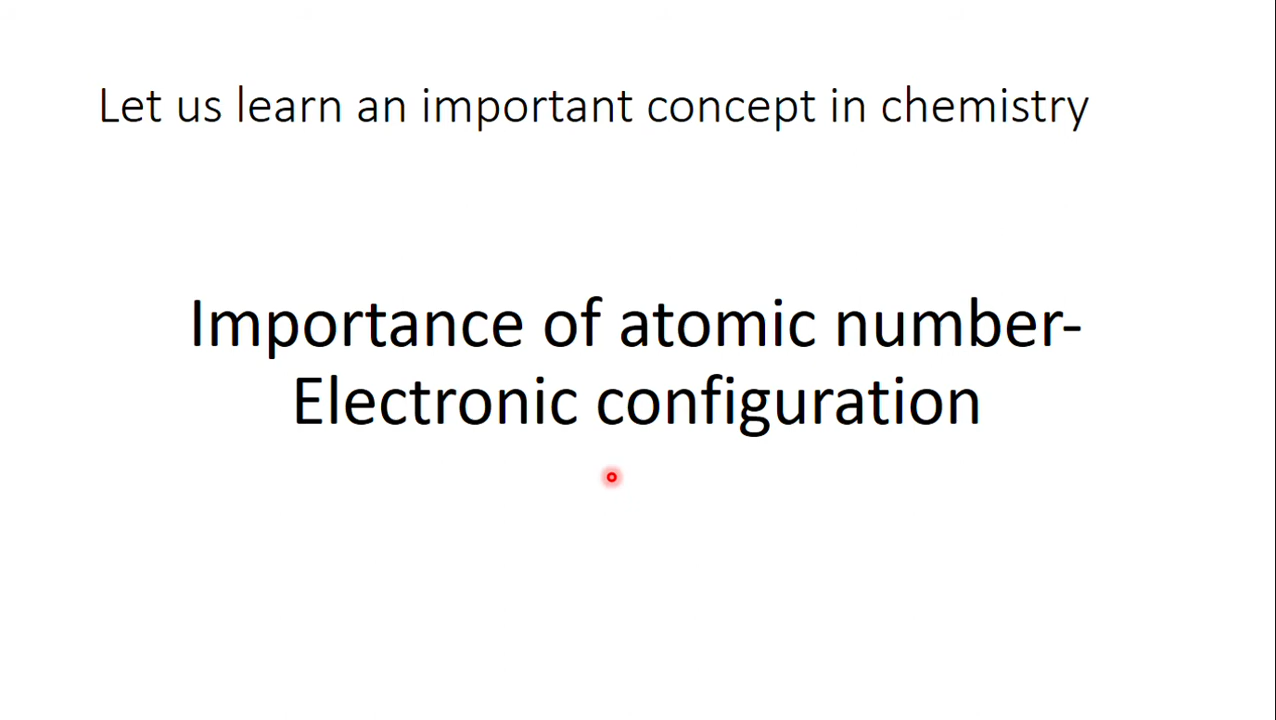 Let us learn an important concept in chemistry
Importance of atomic number-
Electronic configuration